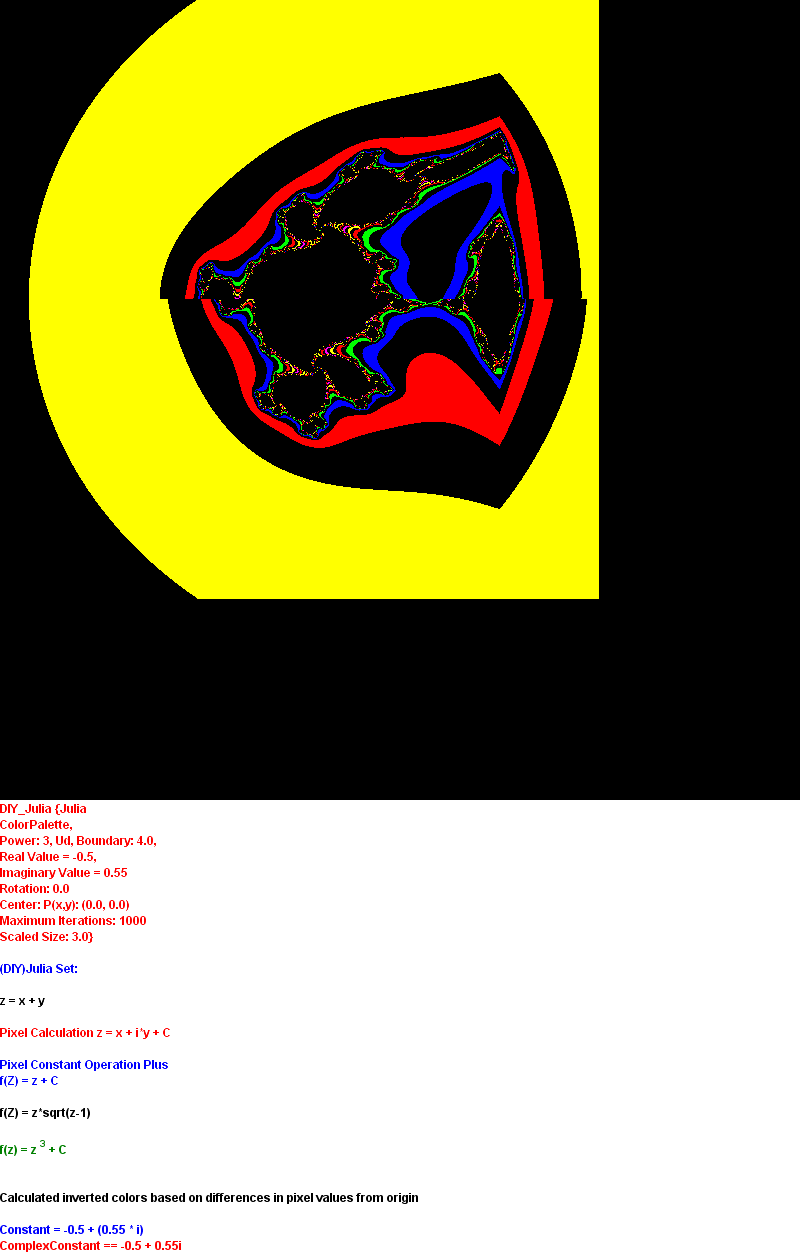 DIY_Julia {Julia
ColorPalette,
Power: 3, Ud, Boundary: 4.0,
Real Value = -0.5,
Imaginary Value = 0.55
Rotation: 0.0
Center: P(x,y): (0.0, 0.0)
Maximum Iterations: 1000
Scaled Size: 3.0}
(DIY)Julia Set:
z = x + y
Pixel Calculation z = x + i*y + C
Pixel Constant Operation Plus
f(Z) = z + C
f(Z) = z*sqrt(z-1)
f(z) = z ³ + C
Calculated inverted colors based on differences in pixel values from origin
Constant = -0.5 + (0.55 * i)
ComplexConstant == -0.5 + 0.55i